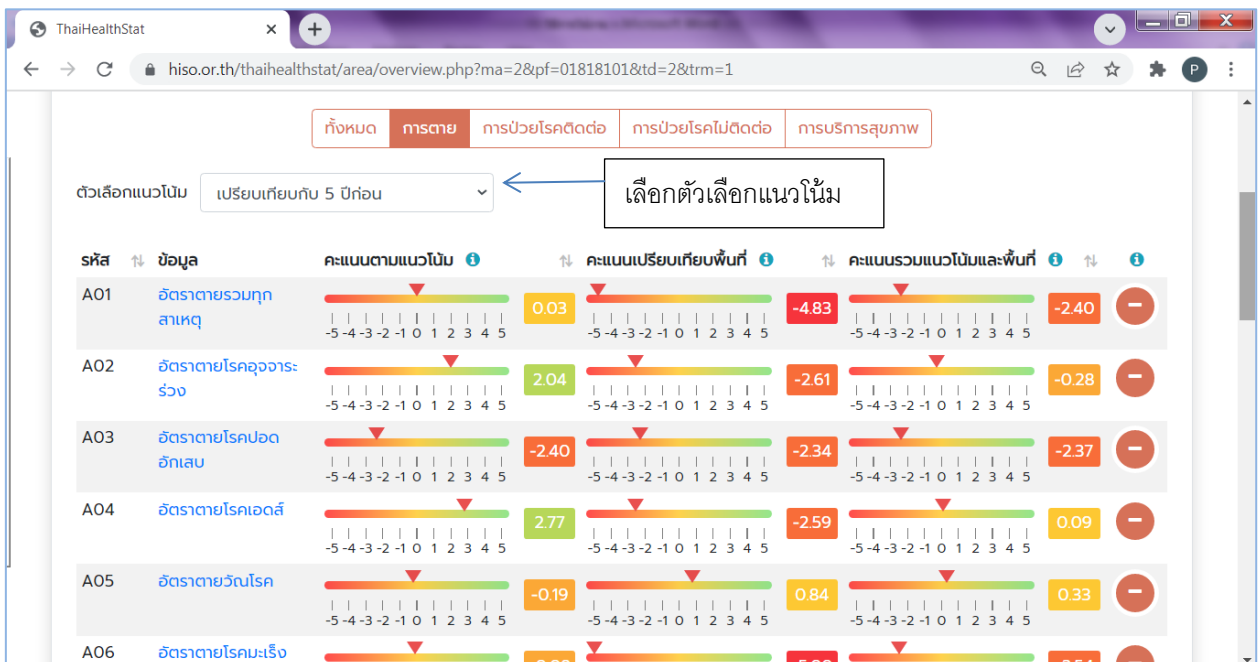 ThaiHealthStat
hiso.or.th/thaihealthstat/area/overview.php?ma=2&pf=01818101&td=2&trm=1
P
ทั้งหมด การตาย การป่วยโรคติดต่อ การป่วยโรคไม่ติดต่อ การบริการสุขภาพ
ตัวเลือกแนวโน้ม เปรียบเทียบกับ 5 ปีก่อน
เลือกตัวเลือกแนวโน้ม
รหัส ข้อมูล คะแนนตามแนวโน้ม คะแนนเปรียบเทียบพื้นที่ คะแนนรวมแนวโน้มและพื้นที่
A01 อัตราตายรวมทุก
สาเหตุ
0.03 -4.83 -2.40
-5 -4 -3 -2 -1 0 1 2 3 4 5 -5 -4 -3 -2 -1 0 1 2 3 4 5 -5 -4 -3 -2 -1 0 1 2 3 4 5
A02 อัตราตายโรคอุจจาระ
ร่วง
2.04 -2.61 -0.28
-5 -4 -3 -2 -1 0 1 2 3 4 5 -5 -4 -3 -2 -1 0 1 2 3 4 5 -5 -4 -3 -2 -1 0 1 2 3 4 5
A03 อัตราตายโรคปอด
อักเสบ
-2.40 -2.34 -2.37
-5 -4 -3 -2 -1 0 1 2 3 4 5 -5 -4 -3 -2 -1 0 1 2 3 4 5 -5 -4 -3 -2 -1 0 1 2 3 4 5
A04 อัตราตายโรคเอดส์
2.77 -2.59 0.09
-5 -4 -3 -2 -1 0 1 2 3 4 5 -5 -4 -3 -2 -1 0 1 2 3 4 5 -5 -4 -3 -2 -1 0 1 2 3 4 5
A05 อัตราตายวัณโรค
-0.19 0.84 0.33
-5 -4 -3 -2 -1 0 1 2 3 4 5 -5 -4 -3 -2 -1 0 1 2 3 4 5 -5 -4 -3 -2 -1 0 1 2 3 4 5
A06 อัตราตายโรคมะเร็ง